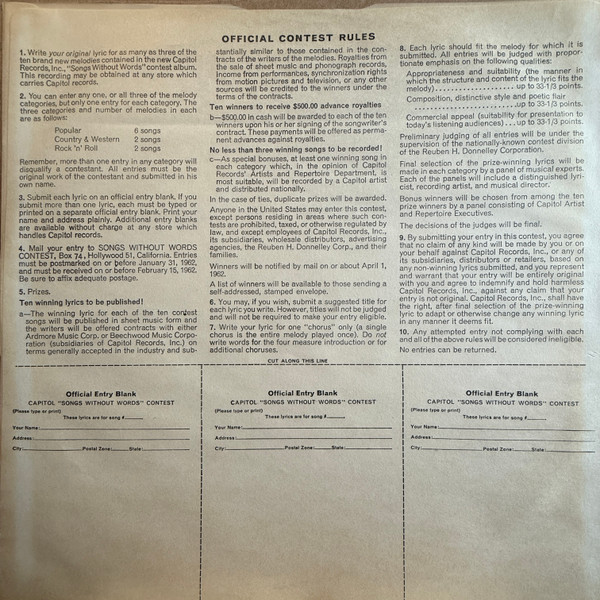 OFFICIAL CONTEST RULES
1. Write your original lyric for as many as three of the
ten brand new melodies contained in the new Capitol
Records, Inc., "Songs Without Words" contest album.
This recording may be obtained at any store which
carries Capitol records.
2. You can enter any one, or all three of the melody
categories, but only one entry for each category. The
three categories and number of melodies in each
are as follows:
Popular 6 songs
Country & Western 2 songs
Rock 'n' Roll 2 songs
Remember, more than one entry in any category will
disqualify a contestant. All entries must be the
original work of the contestant and submitted in his
own name.
3. Submit each lyric on an official entry blank. If you
submit more than one lyric, each must be typed or
printed on a separate official entry blank. Print your
name and address plainly. Additional entry blanks
are available without charge at any store which
handles Capitol records.
4. Mail your entry to SONGS WITHOUT WORDS
CONTEST, Box 74, Hollywood 51, California. Entries
must be postmarked on or before January 31, 1962,
and must be received on or before February 15, 1962.
Be sure to affix adequate postage.
5. Prizes.
Ten winning lyrics to be published!
a—The winning lyric for each of the ten contest
songs will be published in sheet music form and
the writers will be offered contracts with either
Ardmore Music Corp. or Beechwood Music Corpo-
ration (subsidiaries of Capitol Records, Inc.) on
terms generally accepted in the industry and sub-
stantially similar to those contained in the con-
tracts of the writers of the melodies. Royalties from
the sale of sheet music and phonograph records,
Income from performances, synchronization rights
from motion pictures and television, or any other
sources will be credited to the winners under the
terms of the contracts.
Ten winners to receive $500.00 advance royalties
b—$500.00 in cash will be awarded to each of the ten
winners upon his or her signing of the songwriter's
contract. These payments will be offered as perma-
nent advances against royalties.
No less than three winning songs to be recorded!
c—As special bonuses, at least one winning song in
each category which, in the opinion of Capitol
Records' Artists and Repertoire Department, is
most suitable, will be recorded by a Capitol artist
and distributed nationally.
In the case of ties, duplicate prizes will be awarded.
Anyone in the United States may enter this contest,
except persons residing in areas where such con-
tests are prohibited, taxed, or otherwise regulated by
law, and except employees of Capitol Records, Inc.,
its subsidiaries, wholesale distributors, advertising
agencies, the Reuben H. Donnelley Corp., and their
families.
Winners will be notified by mail on or about April 1,
1962.
A list of winners will be available to those sending a
self-addressed, stamped envelope.
6. You may, if you wish, submit a suggested title for
each lyric you write. However, titles will not be judged
and will not be required to make your entry eligible.
7. Write your lyric for one "chorus" only (a single
chorus is the entire melody played once). Do not
write words for the four measure introduction or for
additional choruses.
8. Each lyric should fit the melody for which it is
submitted. All entries will be judged with propor-
tionate emphasis on the following qualities:
Appropriateness and suitability (the manner in
which the structure and content of the lyric fits the
melody)....................up to 33-1/3 points.
Composition, distinctive style and poetic flair
....................up to 33-1/3 points.
Commercial appeal (suitability for presentation to
today's listening audiences)...up to 33-1/3 points.
Preliminary judging of all entries will be under the
supervision of the nationally-known contest division
of the Reuben H. Donnelley Corporation.
Final selection of the prize-winning lyrics will be
made in each category by a panel of musical experts.
Each of the panels will include a distinguished lyri-
cist, recording artist, and musical director.
Bonus winners will be chosen from among the ten
prize winners by a panel consisting of Capitol Artist
and Repertoire Executives.
The decisions of the judges will be final.
9. By submitting your entry in this contest, you agree
that no claim of any kind will be made by you or on
your behalf against Capitol Records, Inc., or any of
its subsidiaries, distributors or retailers, based on
any non-winning lyrics submitted, and you represent
and warrant that your entry will be entirely original
with you and agree to indemnify and hold harmless
Capitol Records, Inc. against any claim that your
entry is not original. Capitol Records, Inc., shall have
the right, after final selection of the prize-winning
lyric to adapt or otherwise change any winning lyric
in any manner it deems fit.
10. Any attempted entry not complying with each
and all of the above rules will be considered ineligible.
No entries can be returned.
CUT ALONG THIS LINE
Official Entry Blank
CAPITOL "SONGS WITHOUT WORDS" CONTEST
(Please type or print)
These lyrics are for song #
Your Name:
Address:
City: Postal Zone: State:
Official Entry Blank
CAPITOL "SONGS WITHOUT WORDS" CONTEST
(Please type or print)
These lyrics are for song #
Your Name:
Address:
City: Postal Zone: State:
Official Entry Blank
CAPITOL "SONGS WITHOUT WORDS" CONTEST
(Please type or print)
These lyrics are for song #
Your Name:
Address:
City: Postal Zone: State: